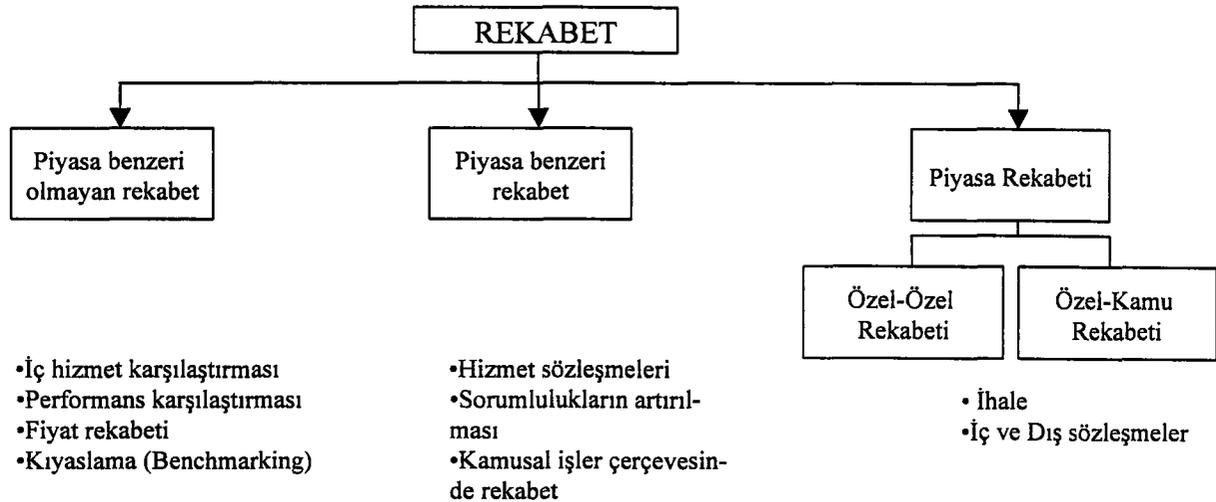 REKABET
Piyasa benzeri
olmayan rekabet
Piyasa benzeri
rekabet
Piyasa Rekabeti
Özel-Özel
Rekabeti
Özel-Kamu
Rekabeti
•İç hizmet karşılaştırması
•Performans karşılaştırması
•Fiyat rekabeti
•Kıyaslama (Benchmarking)
•Hizmet sözleşmeleri
•Sorumlulukların artırıl-
ması
•Kamusal işler çerçevesin-
de rekabet
• İhale
•İç ve Dış sözleşmeler